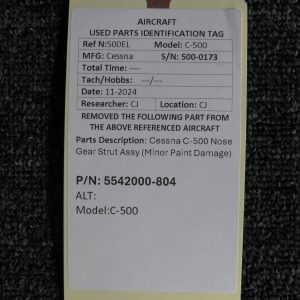 AIRCRAFT
USED PARTS IDENTIFICATION TAG
Ref N:500EL Model: C-500
MFG: Cessna S/N: 500-0173
Total Time: ----
Tach/Hobbs: ---/---
Date: 11-2024
Researcher: CJ Location: CJ
REMOVED THE FOLLOWING PART FROM
THE ABOVE REFERENCED AIRCRAFT
Parts Description: Cessna C-500 Nose
Gear Strut Assy (Minor Paint Damage)
P/N: 5542000-804
ALT:
Model:C-500